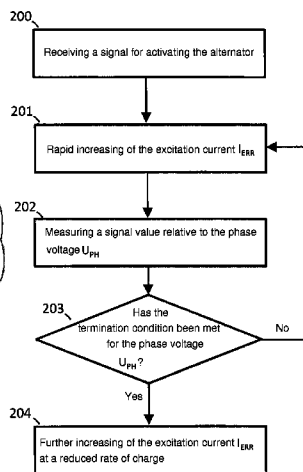 200
Receiving a signal for activating the alternator
201
Rapid increasing of the excitation current I_ERR
202
Measuring a signal value relative to the phase
voltage U_PH
203
Has the
termination condition been met
for the phase voltage
U_PH?
No
Yes
204
Further increasing of the excitation current I_ERR
at a reduced rate of charge